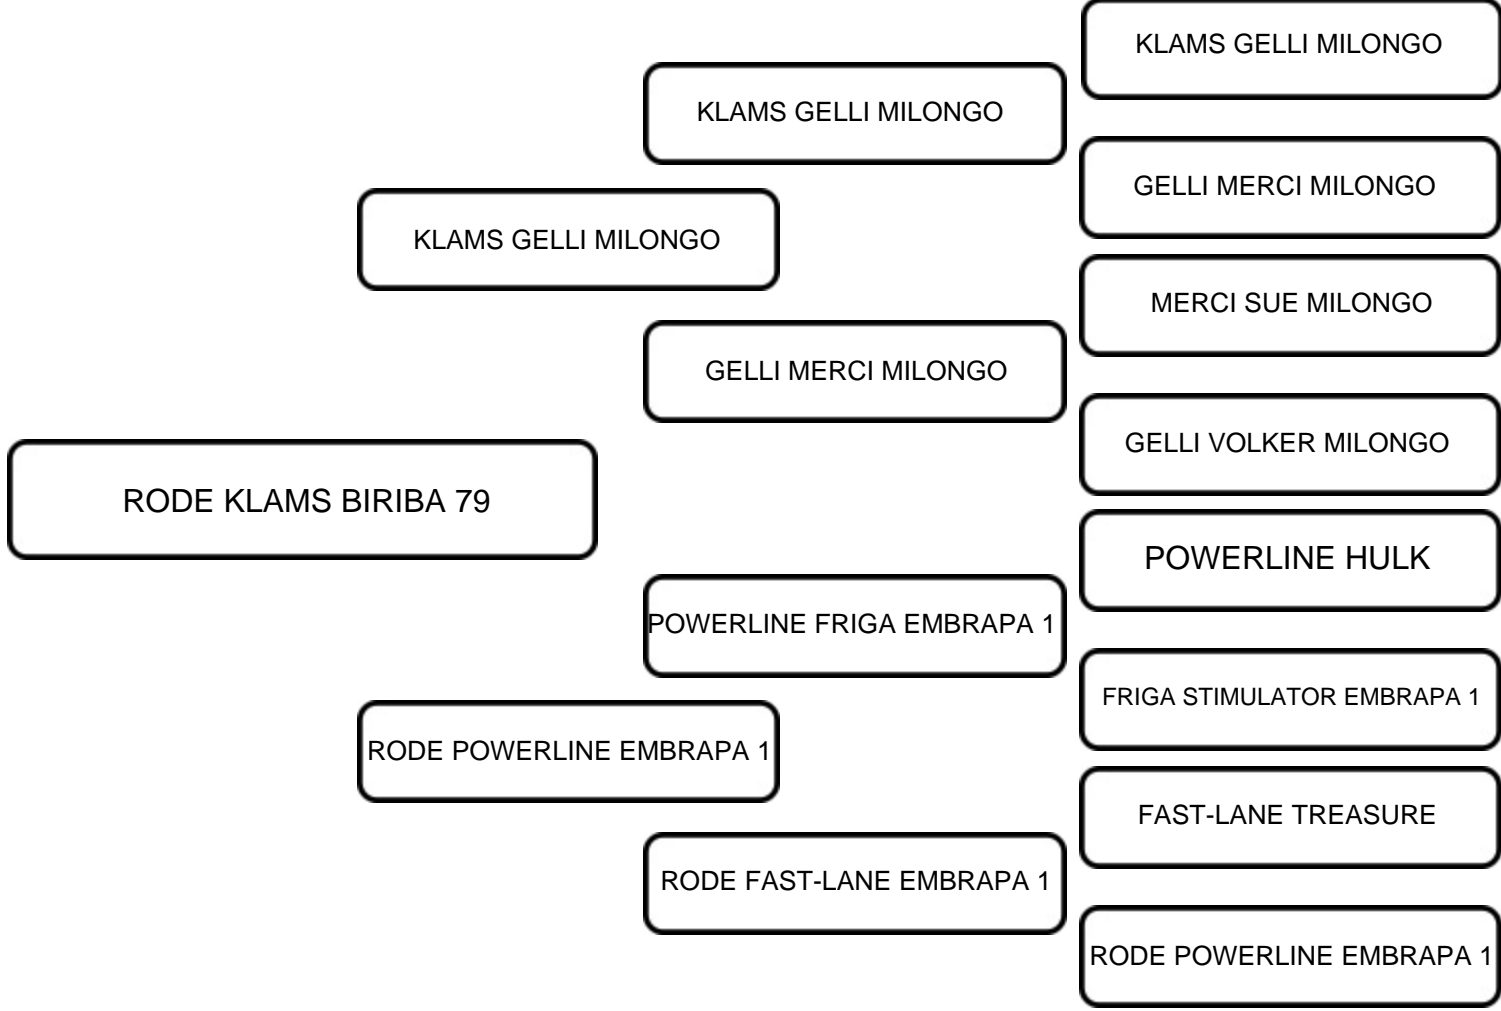 KLAMS GELLI MILONGO
KLAMS GELLI MILONGO
GELLI MERCI MILONGO
KLAMS GELLI MILONGO
MERCI SUE MILONGO
GELLI MERCI MILONGO
GELLI VOLKER MILONGO
RODE KLAMS BIRIBA 79
POWERLINE HULK
POWERLINE FRIGA EMBRAPA 1
FRIGA STIMULATOR EMBRAPA 1
RODE POWERLINE EMBRAPA 1
FAST-LANE TREASURE
RODE FAST-LANE EMBRAPA 1
RODE POWERLINE EMBRAPA 1